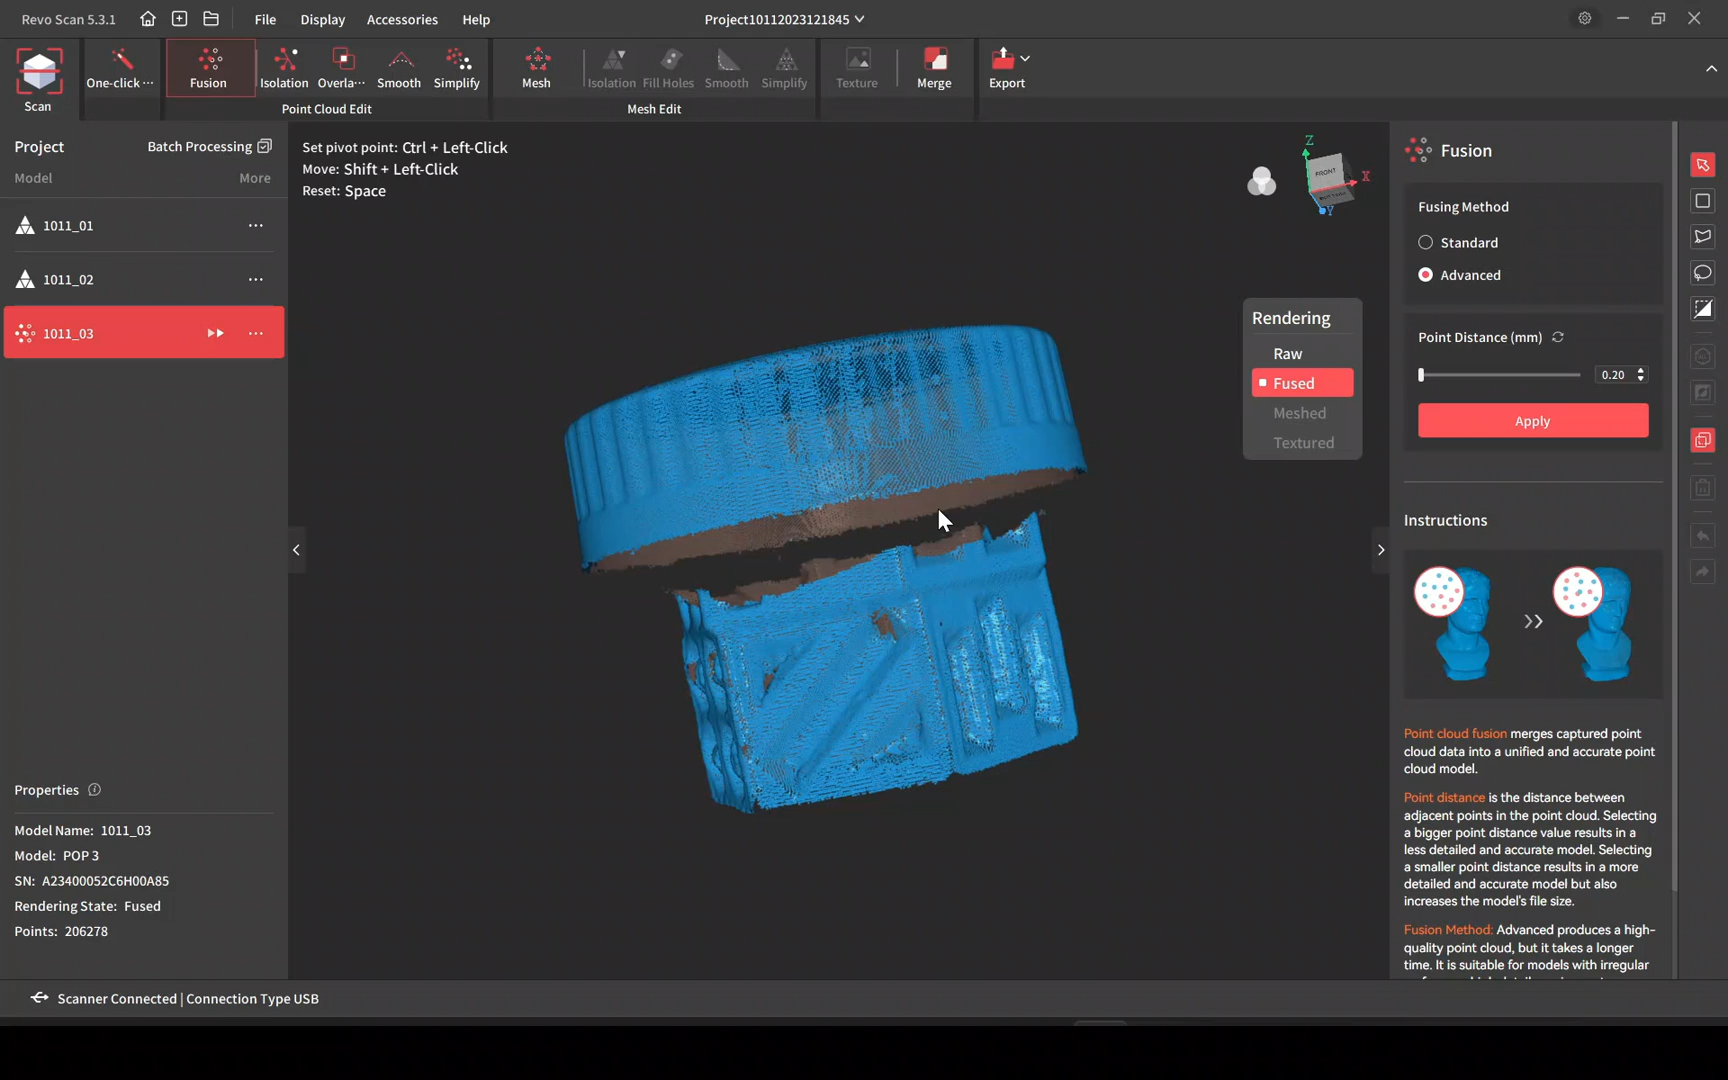 Revo Scan 5.3.1
File Display Accessories Help
Project10112023121845
Scan
One-click ···
Fusion
Isolation
Overla···
Smooth
Simplify
Point Cloud Edit
Mesh
Isolation
Fill Holes
Smooth
Simplify
Mesh Edit
Texture
Merge
Export
Project
Batch Processing
Model
More
1011_01
1011_02
1011_03
Set pivot point: Ctrl + Left-Click
Move: Shift + Left-Click
Reset: Space
Z
FRONT
X
Y
Rendering
Raw
Fused
Meshed
Textured
Fusion
Fusing Method
Standard
Advanced
Point Distance (mm)
0.20
Apply
Instructions
Point cloud fusion merges captured point
cloud data into a unified and accurate point
cloud model.
Point distance is the distance between
adjacent points in the point cloud. Selecting
a bigger point distance value results in a
less detailed and accurate model. Selecting
a smaller point distance results in a more
detailed and accurate model but also
increases the model's file size.
Fusion Method: Advanced produces a high-
quality point cloud, but it takes a longer
time. It is suitable for models with irregular
Properties
Model Name: 1011_03
Model: POP 3
SN: A23400052C6H00A85
Rendering State: Fused
Points: 206278
Scanner Connected | Connection Type USB